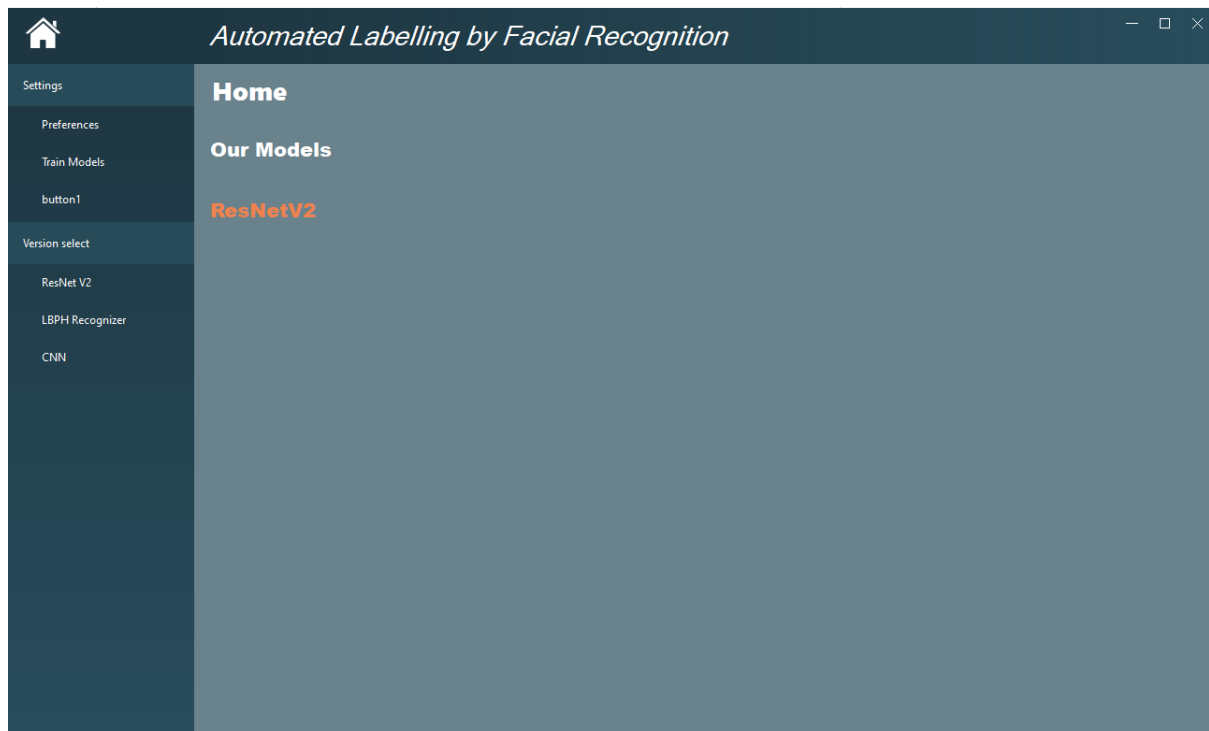 Automated Labelling by Facial Recognition
Settings
Preferences
Train Models
button1
Version select
ResNet V2
LBPH Recognizer
CNN
Home
Our Models
ResNetV2